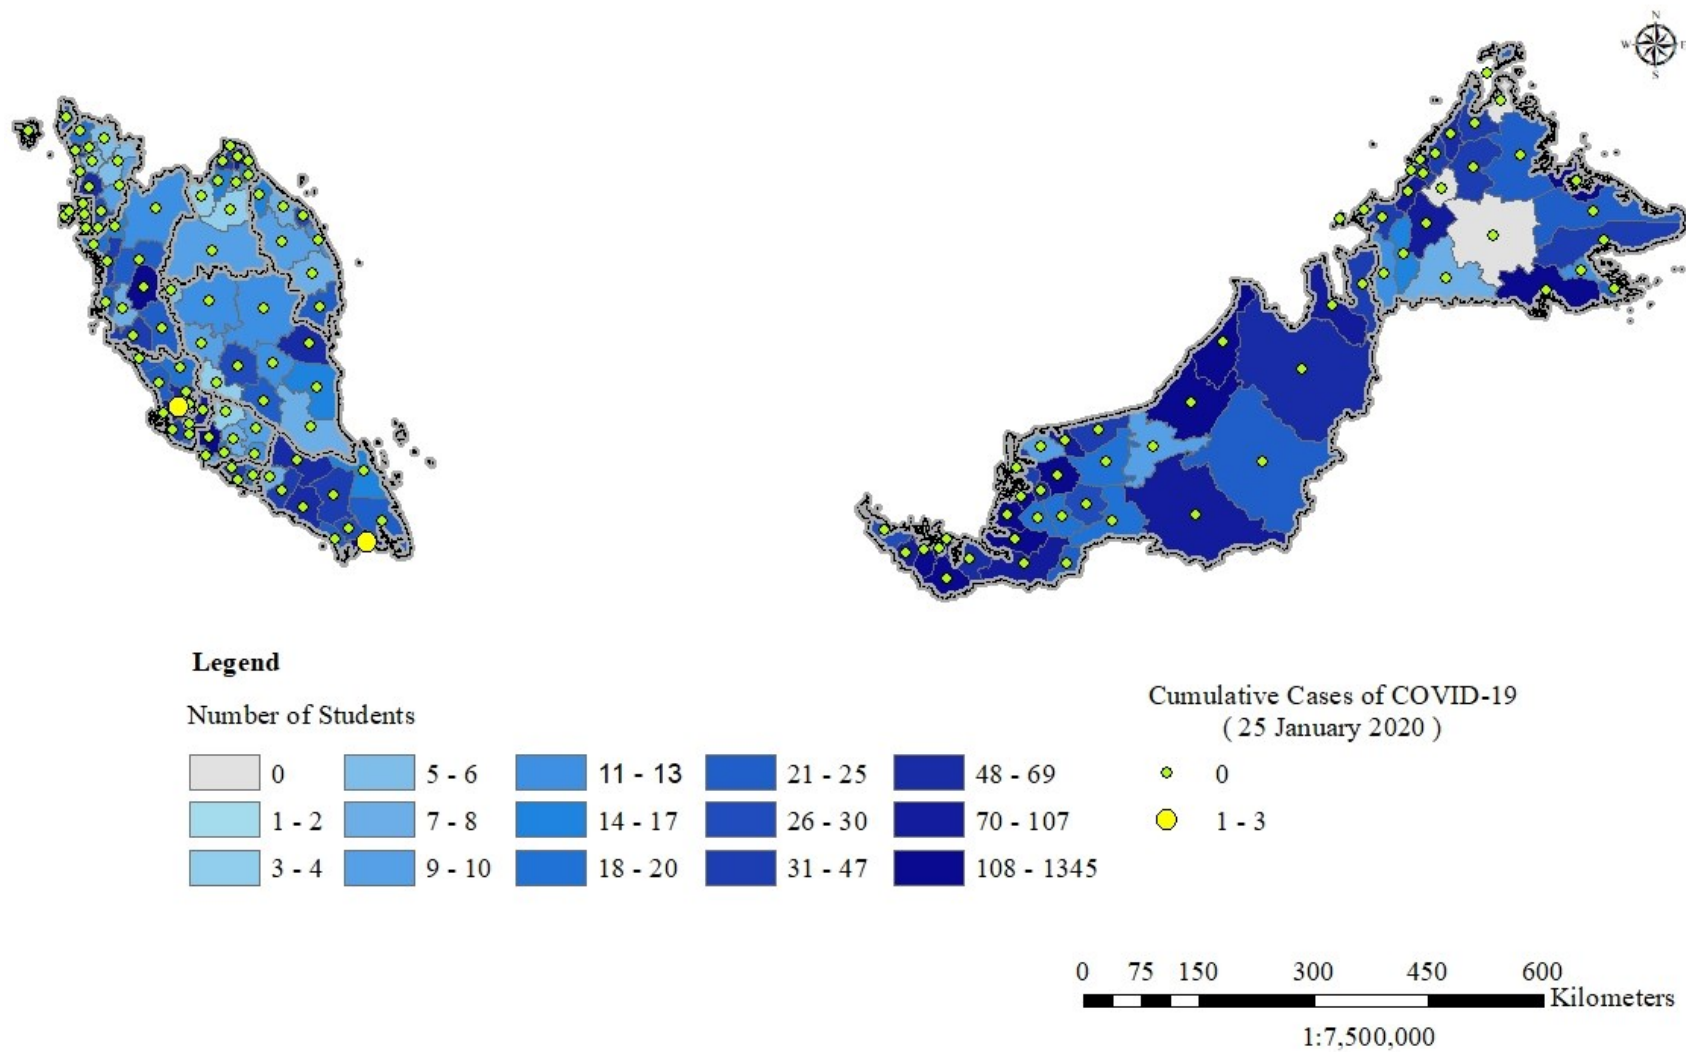 N
W E
S
Legend
Number of Students
0
5 - 6
11 - 13
21 - 25
48 - 69
1 - 2
7 - 8
14 - 17
26 - 30
70 - 107
3 - 4
9 - 10
18 - 20
31 - 47
108 - 1345
Cumulative Cases of COVID-19
( 25 January 2020 )
0
1 - 3
0 75 150 300 450 600
Kilometers
1:7,500,000